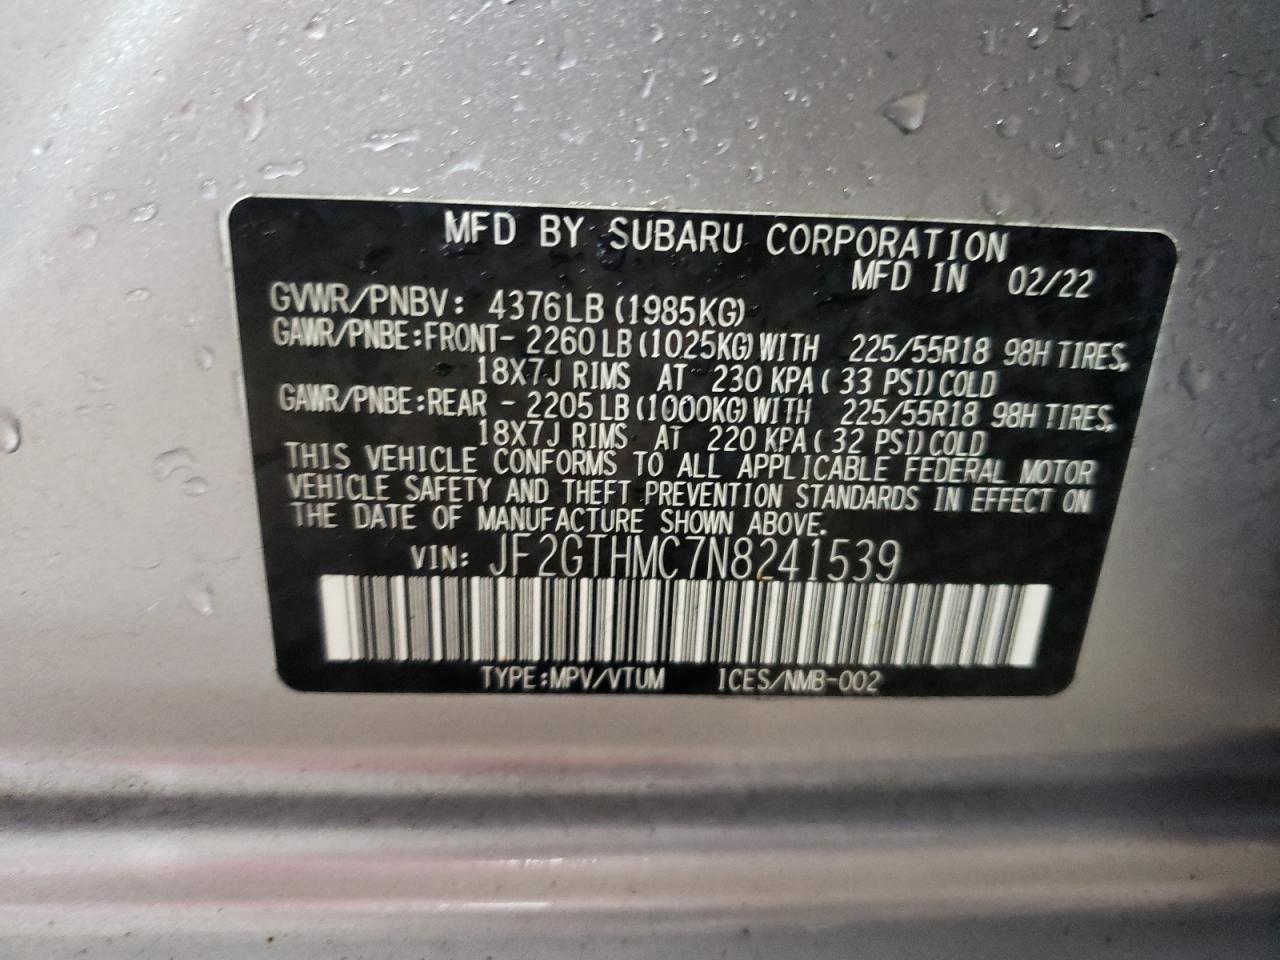 MFD BY SUBARU CORPORATION
MFD IN 02/22
GVWR/PNBV: 4376LB (1985KG)
GAWR/PNBE:FRONT- 2260 LB (1025KG) WITH 225/55R18 98H TIRES,
18X7J RIMS AT 230 KPA ( 33 PSI) COLD
GAWR/PNBE:REAR - 2205 LB (1000KG) WITH 225/55R18 98H TIRES,
18X7J RIMS AT 220 KPA ( 32 PSI) COLD
THIS VEHICLE CONFORMS TO ALL APPLICABLE FEDERAL MOTOR
VEHICLE SAFETY AND THEFT PREVENTION STANDARDS IN EFFECT ON
THE DATE OF MANUFACTURE SHOWN ABOVE.
VIN: JF2GTHMC7N8241539
TYPE:MPV/VTUM ICES/NMB-002